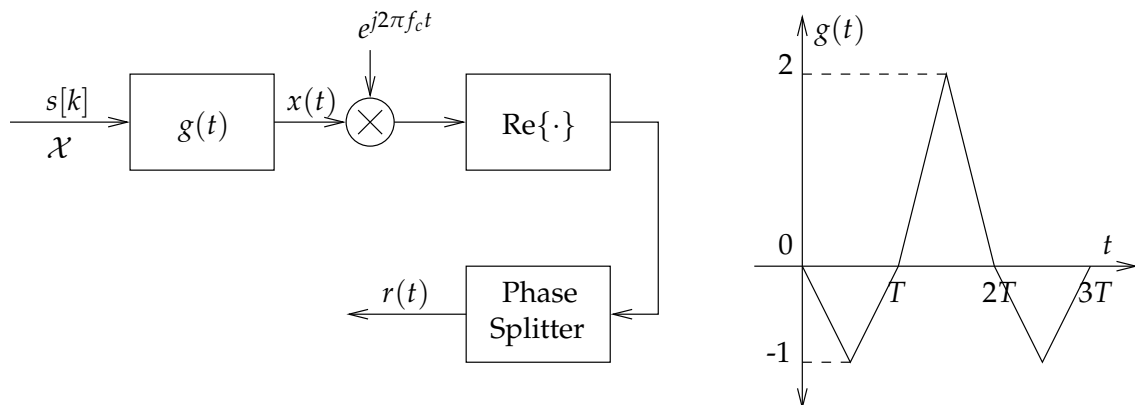 e^{j2πf_c t}
s[k]
𝒳
g(t)
x(t)
Re{·}
r(t)
Phase
Splitter
g(t)
2
0
t
T
2T
3T
-1